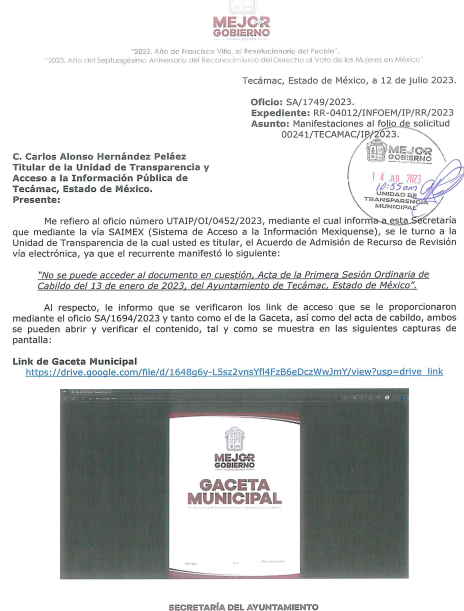 MEJOR
GOBIERNO
"2023, Año de Francisco Villa, el Revolucionario del Pueblo".
"2023, Año del Septuagésimo Aniversario del Reconocimiento del Derecho al Voto de las Mujeres en México".
Tecámac, Estado de México, a 12 de julio 2023.
Oficio: SA/1749/2023.
Expediente: RR-04012/INFOEM/IP/RR/2023
Asunto: Manifestaciones al folio de solicitud
00241/TECAMAC/IP/2023.
MEJOR
GOBIERNO
14 JUL 2023
10:55am
UNIDAD DE
TRANSPARENCIA
MUNICIPAL
C. Carlos Alonso Hernández Peláez
Titular de la Unidad de Transparencia y
Acceso a la Información Pública de
Tecámac, Estado de México.
Presente:
Me refiero al oficio número UTAIP/OI/0452/2023, mediante el cual informa a esta Secretaría
que mediante la vía SAIMEX (Sistema de Acceso a la Información Mexiquense), se le turno a la
Unidad de Transparencia de la cual usted es titular, el Acuerdo de Admisión de Recurso de Revisión
vía electrónica, ya que el recurrente manifestó lo siguiente:
"No se puede acceder al documento en cuestión, Acta de la Primera Sesión Ordinaria de
Cabildo del 13 de enero de 2023, del Ayuntamiento de Tecámac, Estado de México".
Al respecto, le informo que se verificaron los link de acceso que se le proporcionaron
mediante el oficio SA/1694/2023 y tanto como el de la Gaceta, así como del acta de cabildo, ambos
se pueden abrir y verificar el contenido, tal y como se muestra en las siguientes capturas de
pantalla:
Link de Gaceta Municipal
https://drive.google.com/file/d/1648g6y-L5sz2vnsYfl4FzB6eDczWwJmY/view?usp=drive_link
MEJOR
GOBIERNO
GACETA
MUNICIPAL
SECRETARÍA DEL AYUNTAMIENTO